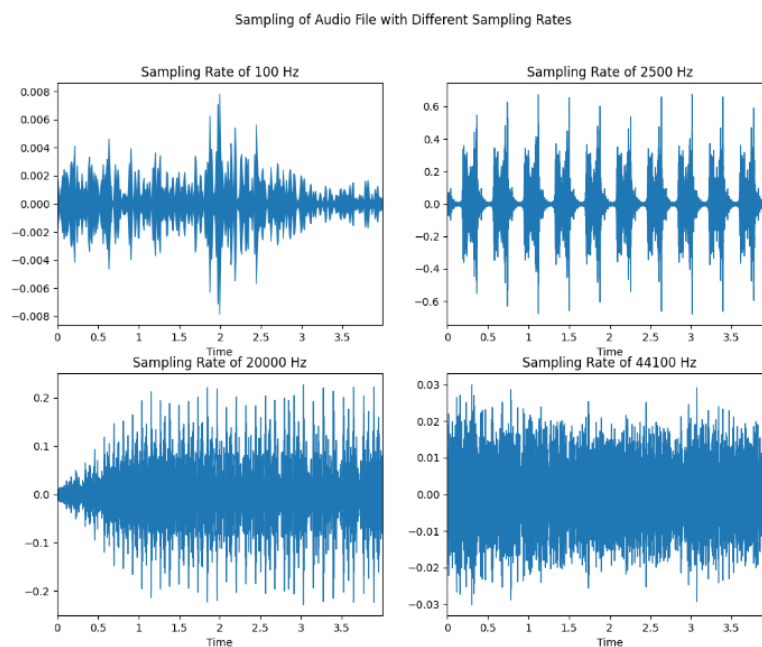 Sampling of Audio File with Different Sampling Rates
Sampling Rate of 100 Hz
0.008
0.006
0.004
0.002
0.000
−0.002
−0.004
−0.006
−0.008
0 0.5 1 1.5 2 2.5 3 3.5
Time
Sampling Rate of 2500 Hz
0.6
0.4
0.2
0.0
−0.2
−0.4
−0.6
0 0.5 1 1.5 2 2.5 3 3.5
Time
Sampling Rate of 20000 Hz
0.2
0.1
0.0
−0.1
−0.2
0 0.5 1 1.5 2 2.5 3 3.5
Time
Sampling Rate of 44100 Hz
0.03
0.02
0.01
0.00
−0.01
−0.02
−0.03
0 0.5 1 1.5 2 2.5 3 3.5
Time